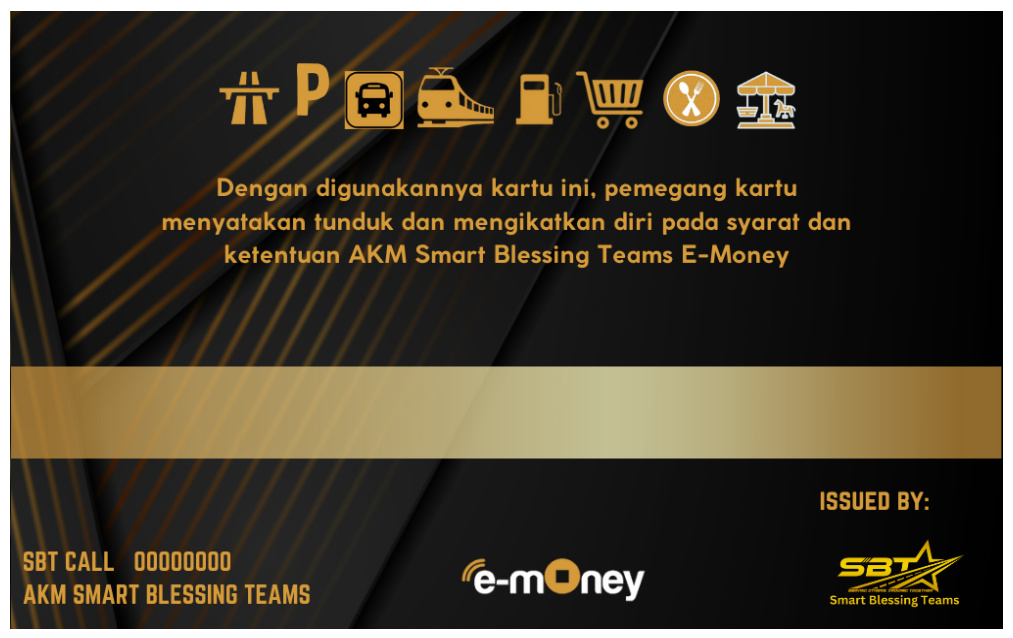 P
Dengan digunakannya kartu ini, pemegang kartu
menyatakan tunduk dan mengikatkan diri pada syarat dan
ketentuan AKM Smart Blessing Teams E-Money
ISSUED BY:
SBT CALL 00000000
AKM SMART BLESSING TEAMS
e-money
SBT
Smart Blessing Teams